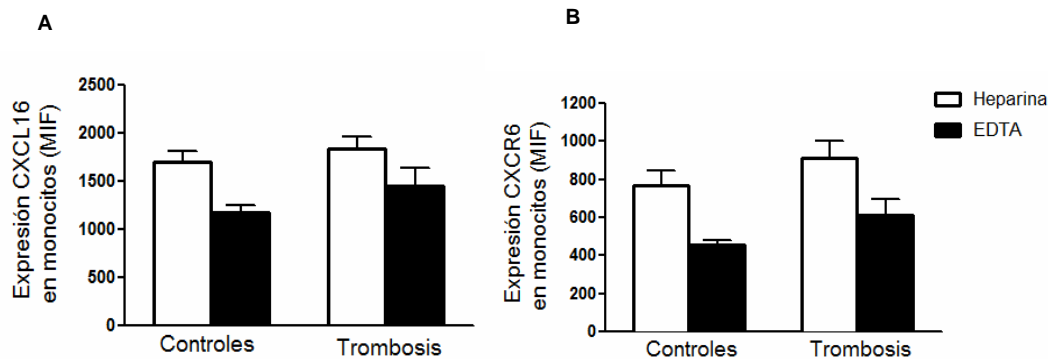 A
Expresión CXCL16
en monocitos (MIF)
2500
2000
1500
1000
500
0
Controles
Trombosis
B
Expresión CXCR6
en monocitos (MIF)
1200
1000
800
600
400
200
0
Controles
Trombosis
Heparina
EDTA